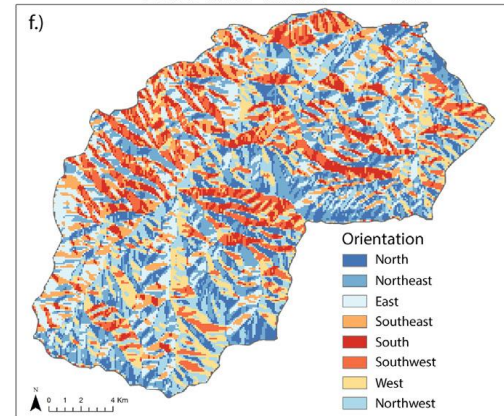 f.)
Orientation
North
Northeast
East
Southeast
South
Southwest
West
Northwest
N
0 1 2 4 Km